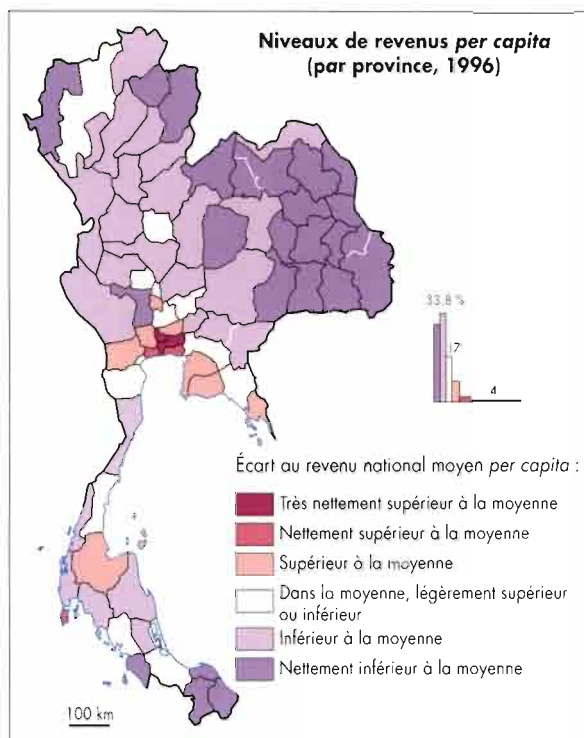 Niveaux de revenus per capita
(par province, 1996)
33,8 %
17
4
Écart au revenu national moyen per capita :
Très nettement supérieur à la moyenne
Nettement supérieur à la moyenne
Supérieur à la moyenne
Dans la moyenne, légèrement supérieur
ou inférieur
Inférieur à la moyenne
Nettement inférieur à la moyenne
100 km